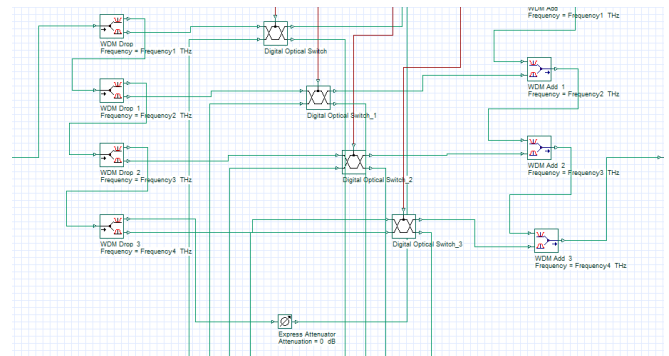 WDM Add
Frequency = Frequency1 THz
WDM Drop
Frequency = Frequency1 THz
Digital Optical Switch
WDM Add 1
Frequency = Frequency2 THz
WDM Drop 1
Frequency = Frequency2 THz
Digital Optical Switch_1
WDM Drop 2
Frequency = Frequency3 THz
Digital Optical Switch_2
WDM Add 2
Frequency = Frequency3 THz
WDM Drop 3
Frequency = Frequency4 THz
Digital Optical Switch_3
WDM Add 3
Frequency = Frequency4 THz
Express Attenuator
Attenuation = 0 dB